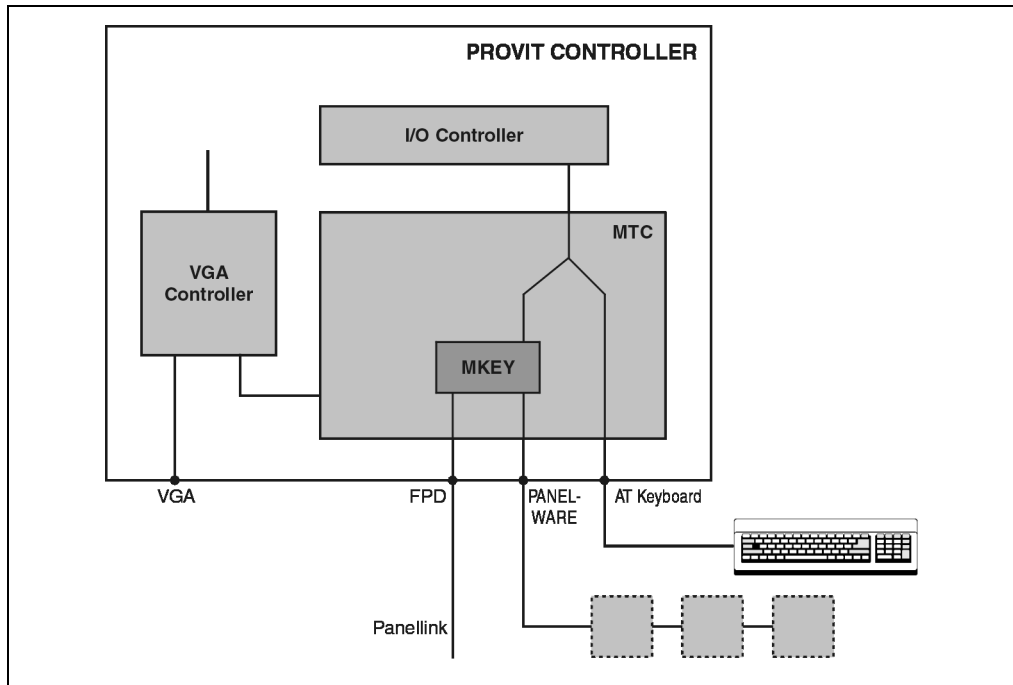 PROVIT CONTROLLER
I/O Controller
MTC
VGA
Controller
MKEY
VGA
FPD
PANEL-
WARE
AT Keyboard
Panellink